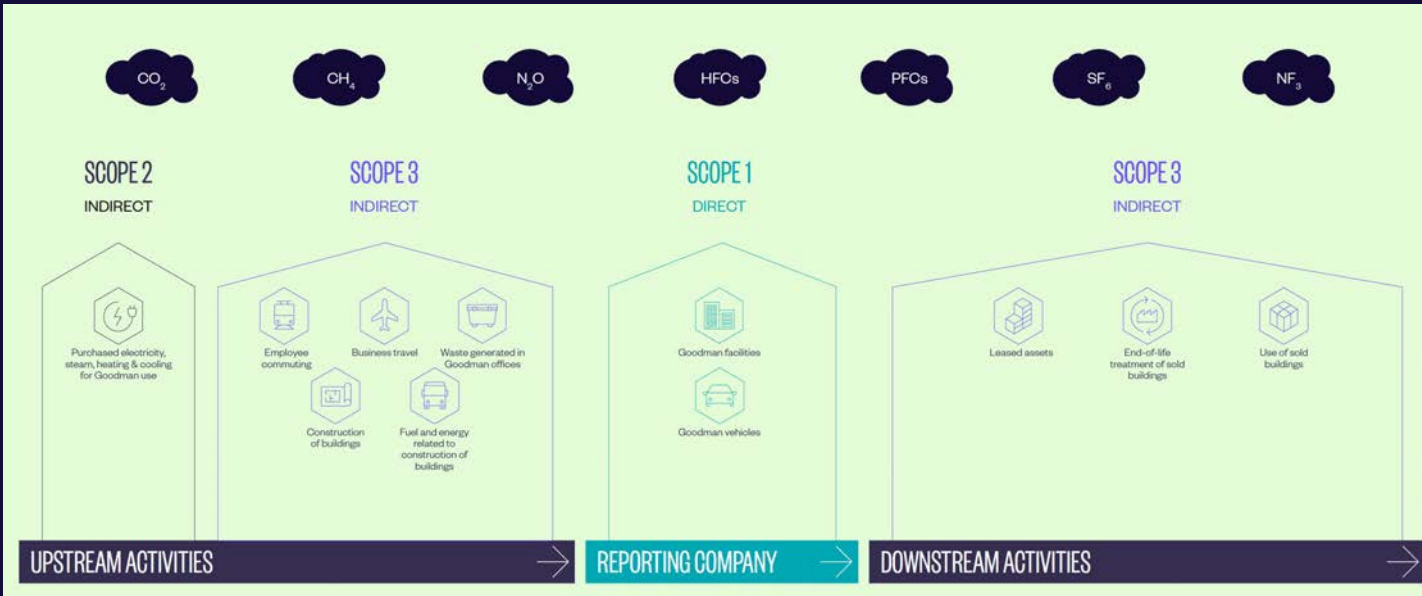 CO₂
CH₄
N₂O
HFCs
PFCs
SF₆
NF₃
SCOPE 2
INDIRECT
SCOPE 3
INDIRECT
SCOPE 1
DIRECT
SCOPE 3
INDIRECT
Purchased electricity,
steam, heating & cooling
for Goodman use
Employee
commuting
Business travel
Waste generated in
Goodman offices
Construction
of buildings
Fuel and energy
related to
construction of
buildings
Goodman facilities
Goodman vehicles
Leased assets
End-of-life
treatment of sold
buildings
Use of sold
buildings
UPSTREAM ACTIVITIES
REPORTING COMPANY
DOWNSTREAM ACTIVITIES